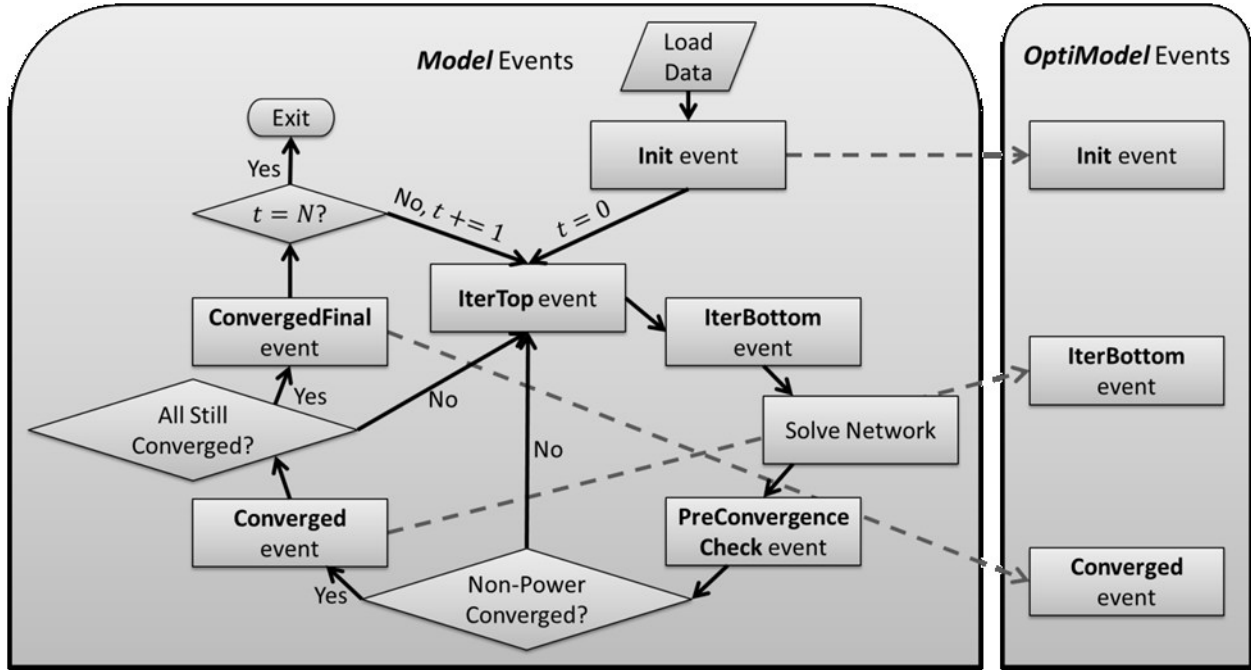 Model Events
Load
Data
Init event
Exit
Yes
t = N?
No, t += 1
t = 0
IterTop event
IterBottom
event
Solve Network
PreConvergence
Check event
Non-Power
Converged?
No
Yes
Converged
event
All Still
Converged?
No
Yes
ConvergedFinal
event
OptiModel Events
Init event
IterBottom
event
Converged
event